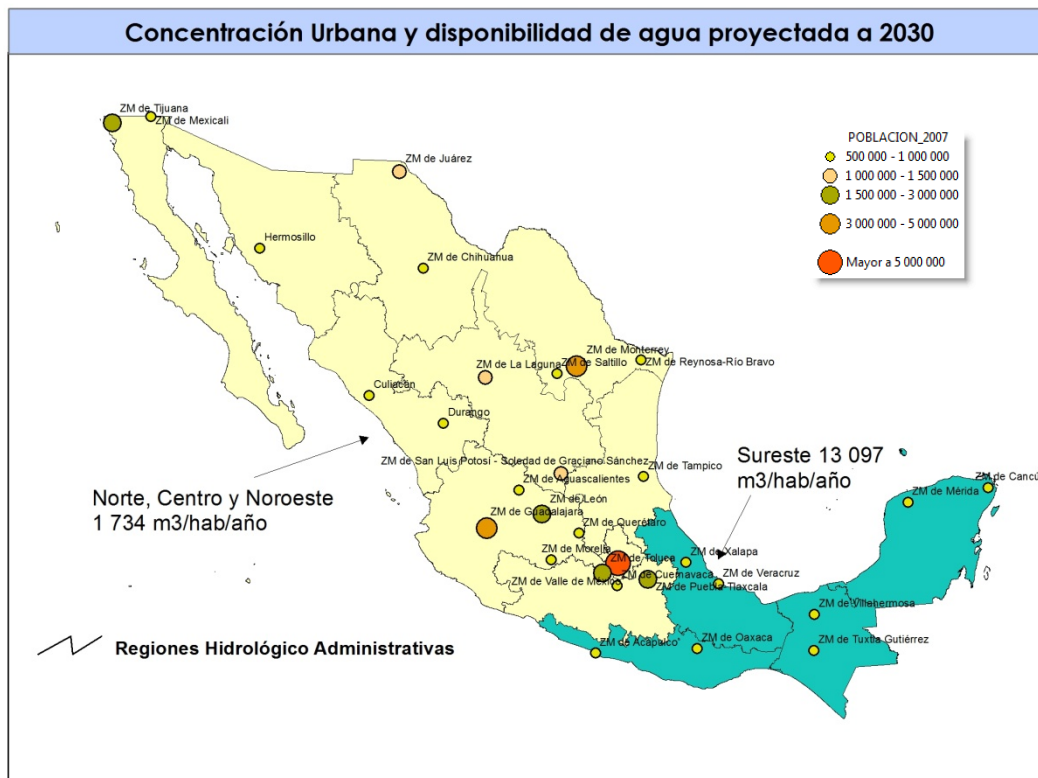 Concentración Urbana y disponibilidad de agua proyectada a 2030
ZM de Tijuana
ZM de Mexicali
ZM de Juárez
POBLACION_2007
500 000 - 1 000 000
1 000 000 - 1 500 000
1 500 000 - 3 000 000
3 000 000 - 5 000 000
Mayor a 5 000 000
Hermosillo
ZM de Chihuahua
ZM de Monterrey
ZM de La Laguna
ZM de Saltillo
ZM de Reynosa-Río Bravo
Culiacán
Durango
ZM de San Luis Potosí - Soledad de Graciano Sánchez
ZM de Tampico
ZM de Aguascalientes
ZM de León
ZM de Guadalajara
ZM de Querétaro
Norte, Centro y Noroeste
1 734 m3/hab/año
Sureste 13 097
m3/hab/año
ZM de Cancú
ZM de Mérida
ZM de Morelia
ZM de Toluca
ZM de Xalapa
ZM de Cuernavaca
ZM de Valle de México
ZM de Puebla-Tlaxcala
ZM de Veracruz
ZM de Villahermosa
ZM de Acapulco
ZM de Oaxaca
ZM de Tuxtla Gutiérrez
Regiones Hidrológico Administrativas